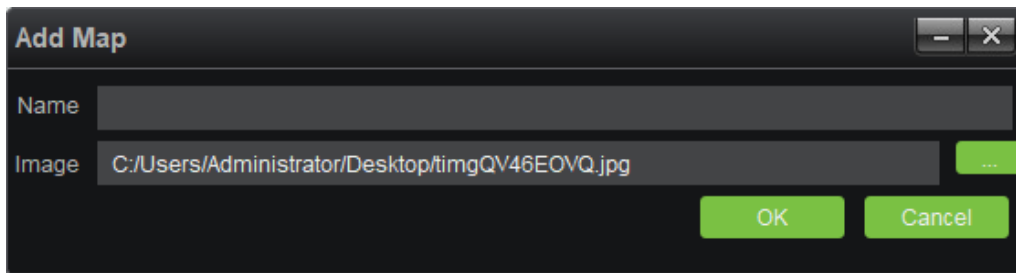 Add Map
Name
Image C:/Users/Administrator/Desktop/timgQV46EOVQ.jpg ...
OK Cancel